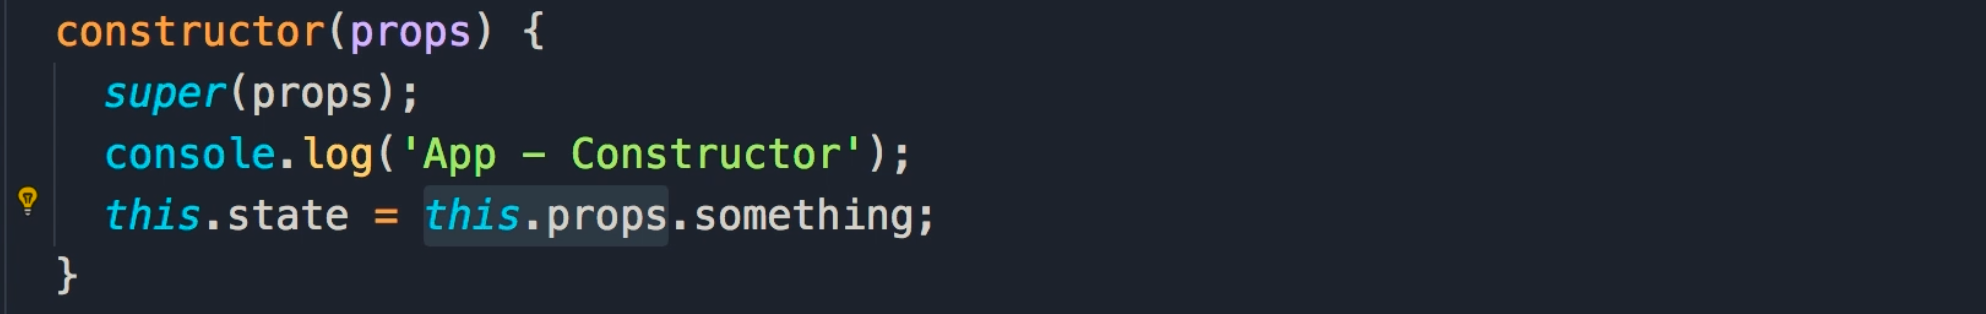 constructor(props) {
super(props);
console.log('App - Constructor');
this.state = this.props.something;
}